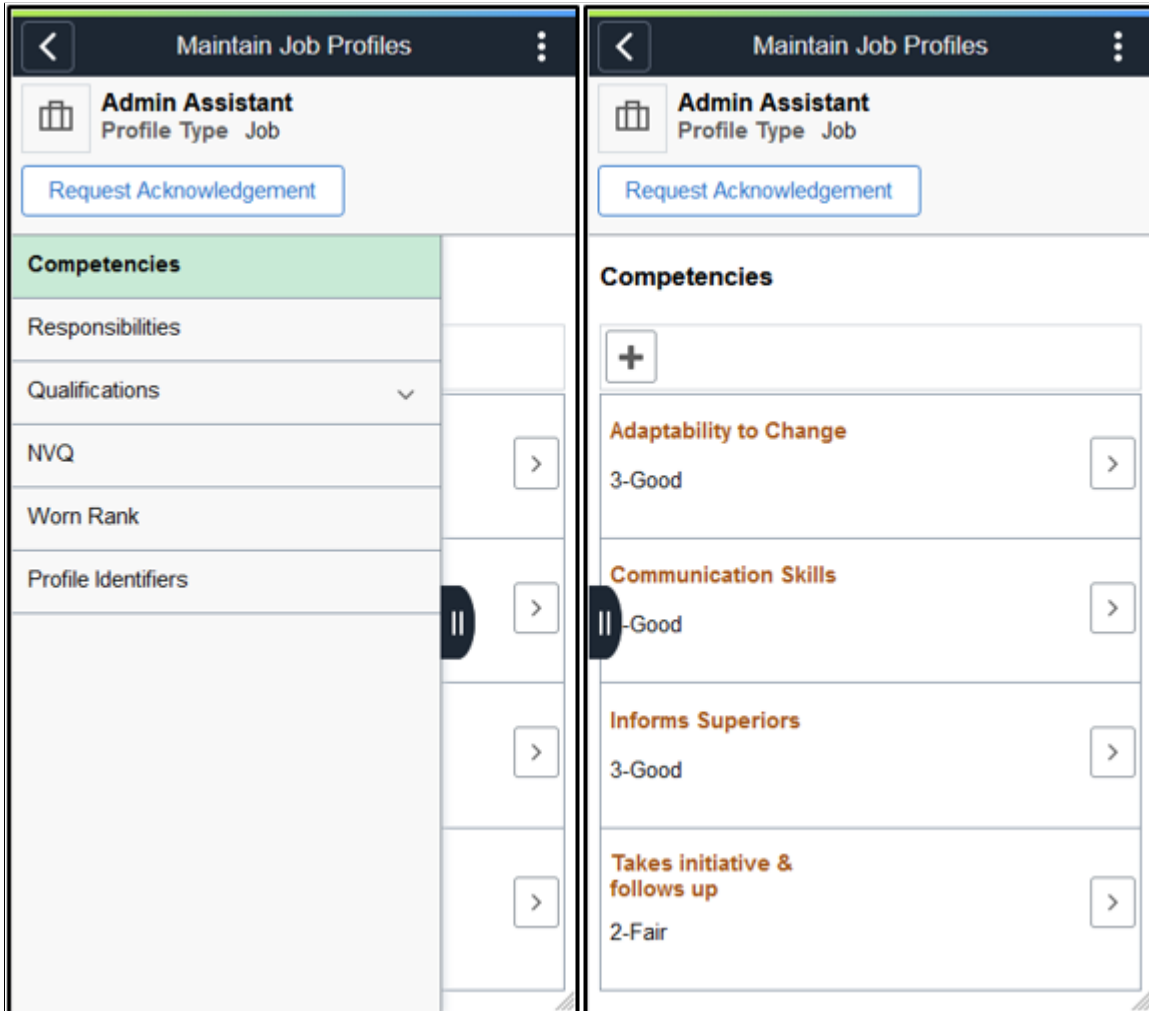 Maintain Job Profiles
Admin Assistant
Profile Type Job
Request Acknowledgement
Competencies
Responsibilities
Qualifications
NVQ
Worn Rank
Profile Identifiers
Maintain Job Profiles
Admin Assistant
Profile Type Job
Request Acknowledgement
Competencies
Adaptability to Change
3-Good
Communication Skills
-Good
Informs Superiors
3-Good
Takes initiative &
follows up
2-Fair